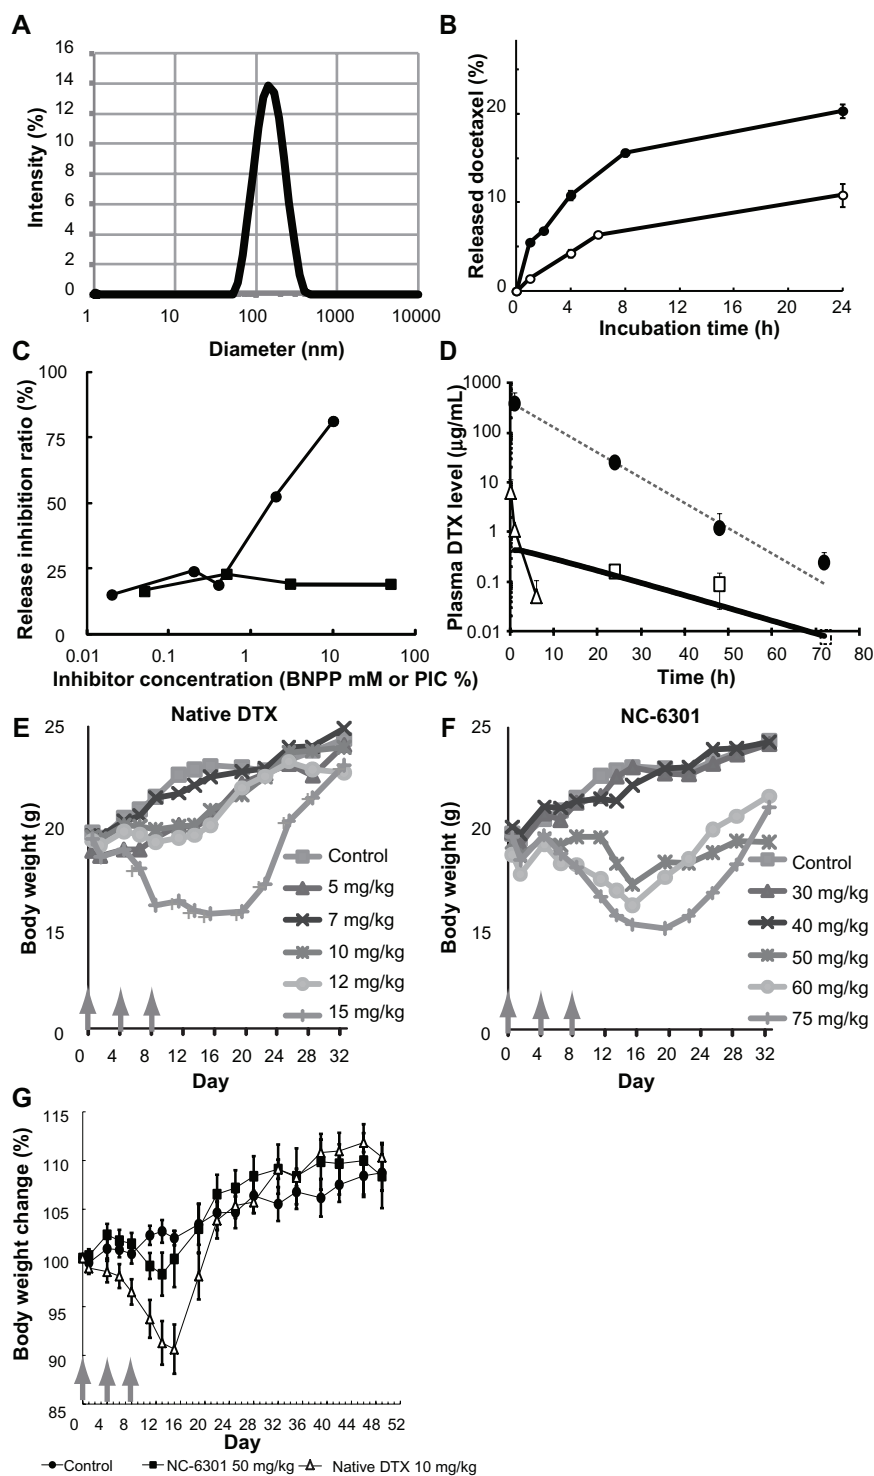 A
Intensity (%)
16
14
12
10
8
6
4
2
0
1 10 100 1000 10000
Diameter (nm)
B
Released docetaxel (%)
20
10
0
0 4 8 12 16 20 24
Incubation time (h)
C
Release inhibition ratio (%)
100
75
50
25
0
0.01 0.1 1 10 100
Inhibitor concentration (BNPP mM or PIC %)
D
Plasma DTX level (µg/mL)
1000
100
10
1
0.1
0.01
0 10 20 30 40 50 60 70 80
Time (h)
E
Native DTX
Body weight (g)
25
20
15
0
Control
5 mg/kg
7 mg/kg
10 mg/kg
12 mg/kg
15 mg/kg
0 4 8 12 16 20 24 28 32
Day
F
NC-6301
Body weight (g)
25
20
15
0
Control
30 mg/kg
40 mg/kg
50 mg/kg
60 mg/kg
75 mg/kg
0 4 8 12 16 20 24 28 32
Day
G
Body weight change (%)
115
110
105
100
95
90
85
0 4 8 12 16 20 24 28 32 36 40 44 48 52
Day
Control NC-6301 50 mg/kg Native DTX 10 mg/kg